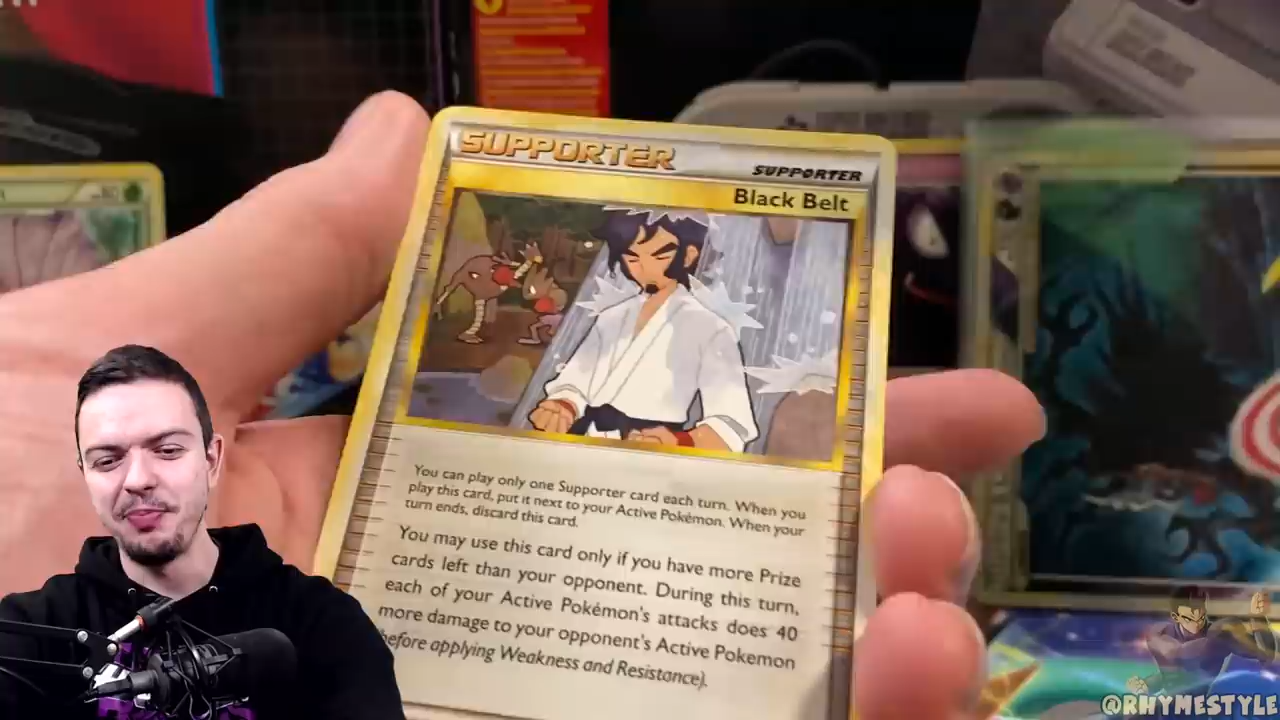 SUPPORTER
SUPPORTER
Black Belt
You can play only one Supporter card each turn. When you
play this card, put it next to your Active Pokémon. When your
turn ends, discard this card.
You may use this card only if you have more Prize
cards left than your opponent. During this turn,
each of your Active Pokémon's attacks does 40
more damage to your opponent's Active Pokemon
before applying Weakness and Resistance).
@RHYMESTYLE